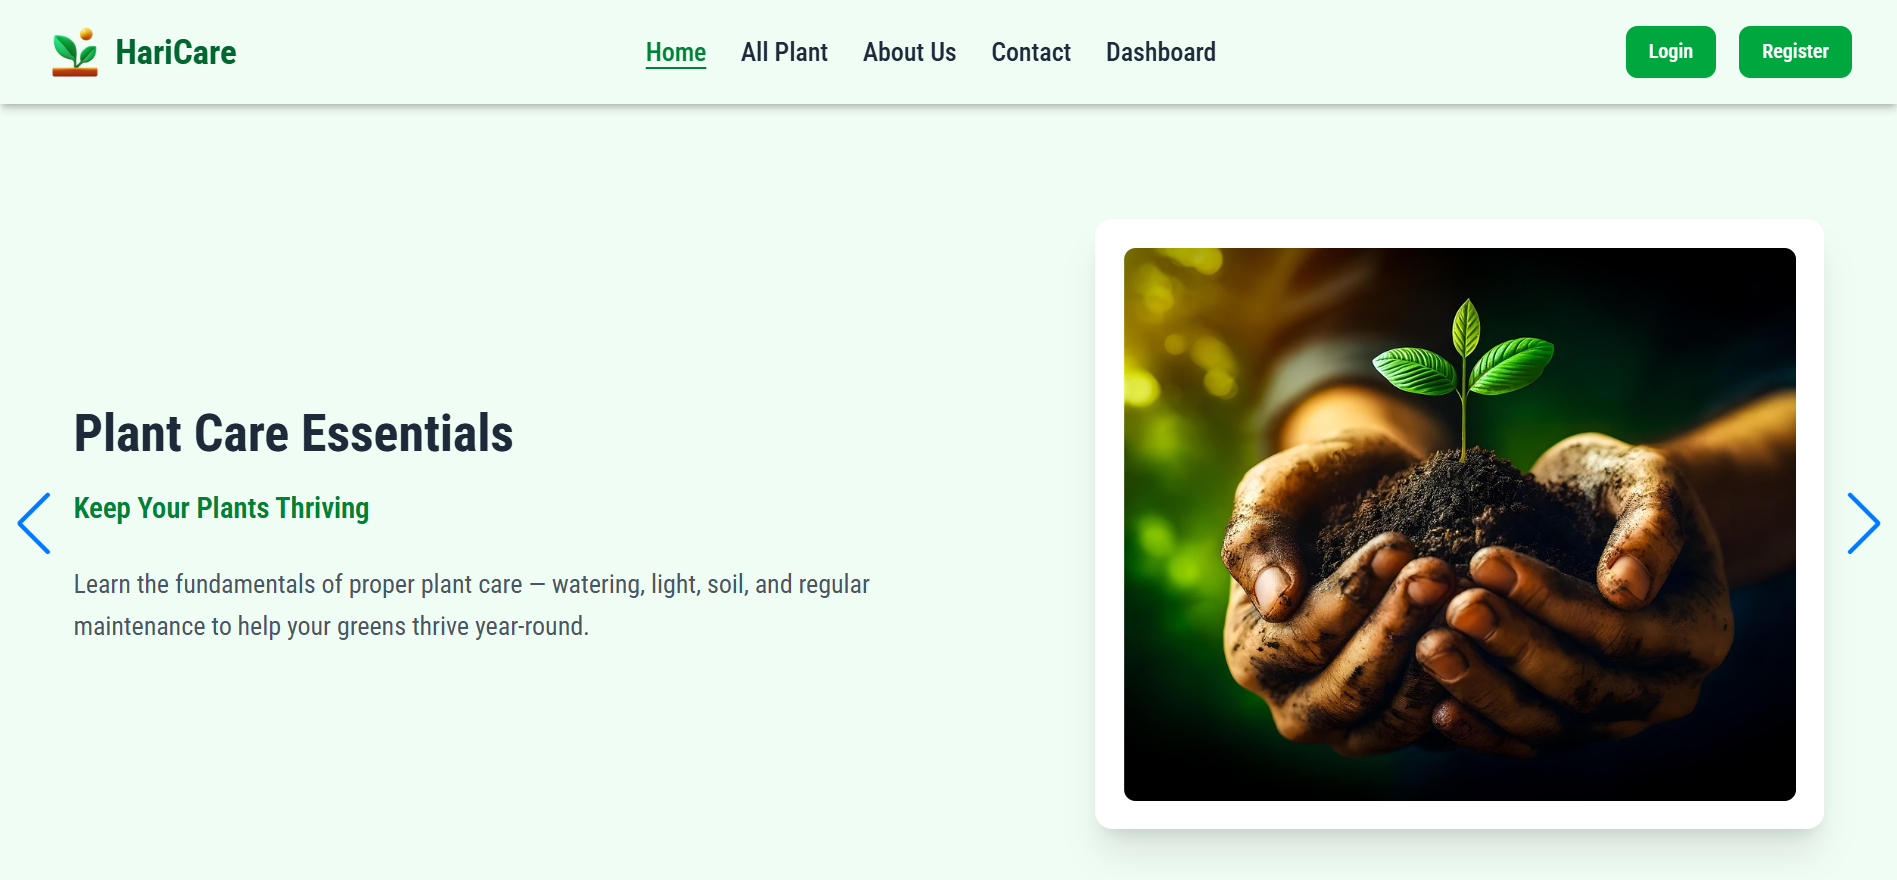 HariCare
Home
All Plant
About Us
Contact
Dashboard
Login
Register
Plant Care Essentials
Keep Your Plants Thriving
Learn the fundamentals of proper plant care — watering, light, soil, and regular
maintenance to help your greens thrive year-round.